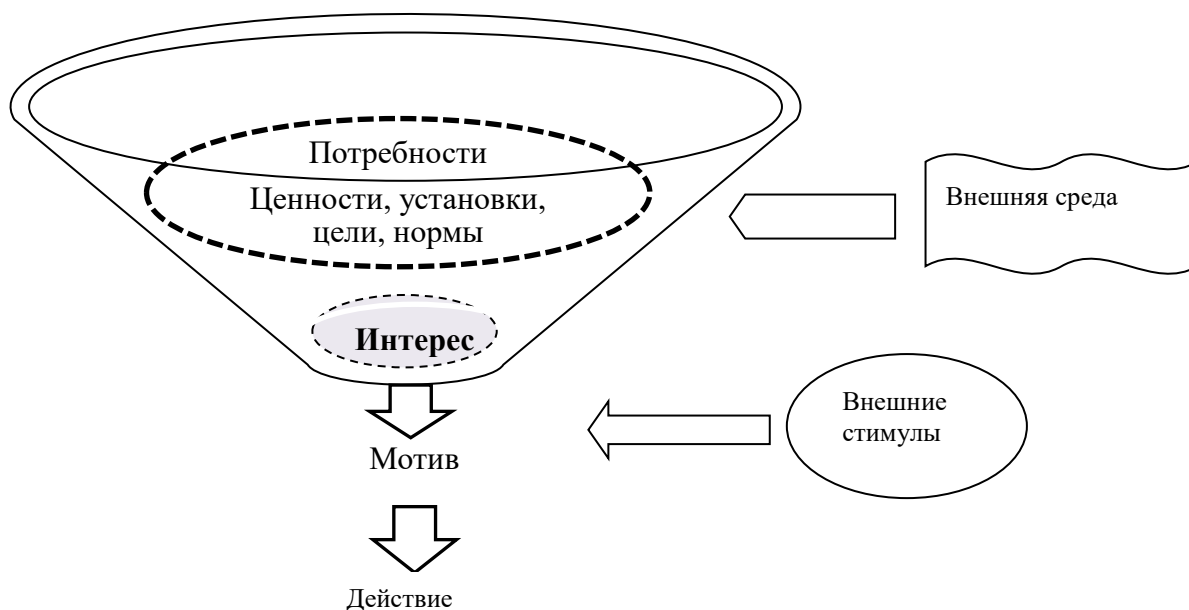 Потребности
Ценности, установки,
цели, нормы
Внешняя среда
Интерес
Внешние
стимулы
Мотив
Действие